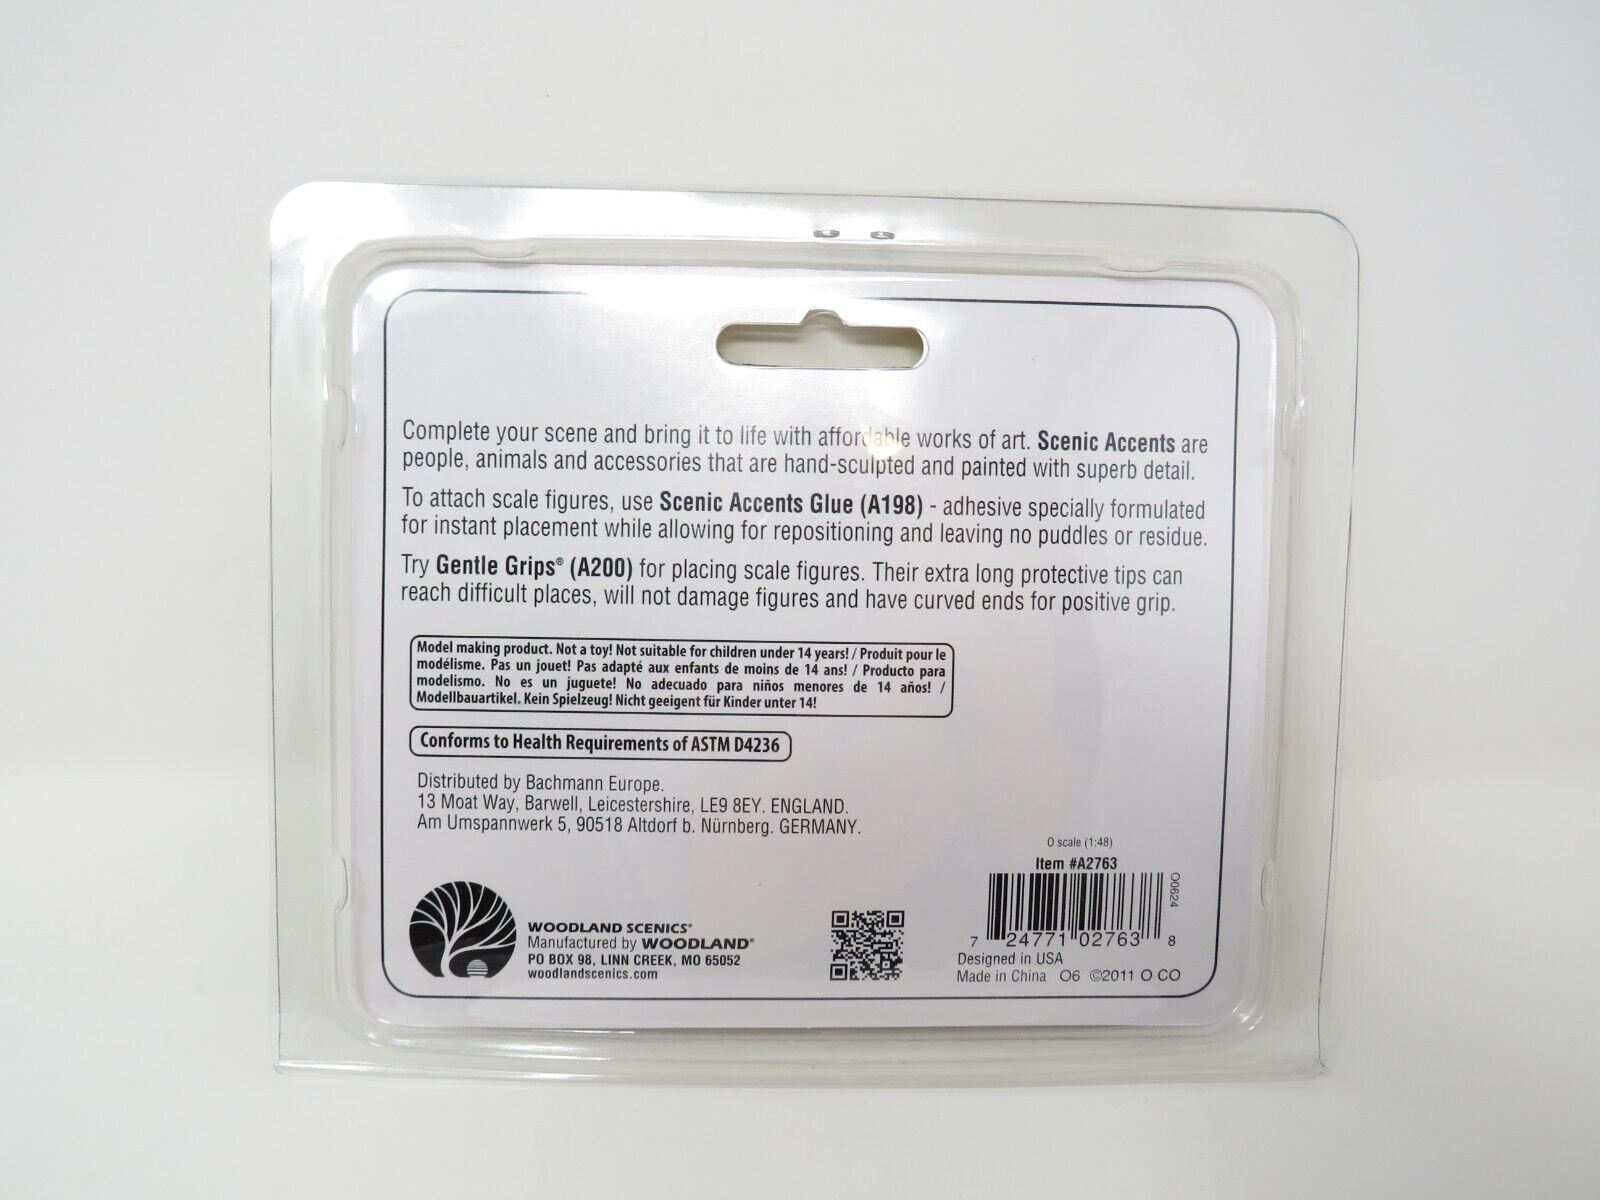 Complete your scene and bring it to life with affordable works of art. Scenic Accents are
people, animals and accessories that are hand-sculpted and painted with superb detail.
To attach scale figures, use Scenic Accents Glue (A198) - adhesive specially formulated
for instant placement while allowing for repositioning and leaving no puddles or residue.
Try Gentle Grips® (A200) for placing scale figures. Their extra long protective tips can
reach difficult places, will not damage figures and have curved ends for positive grip.
Model making product. Not a toy! Not suitable for children under 14 years! / Produit pour le
modélisme. Pas un jouet! Pas adapté aux enfants de moins de 14 ans! / Producto para
modelismo. No es un juguete! No adecuado para niños menores de 14 años! /
Modellbauartikel. Kein Spielzeug! Nicht geeigent für Kinder unter 14!
Conforms to Health Requirements of ASTM D4236
Distributed by Bachmann Europe.
13 Moat Way, Barwell, Leicestershire, LE9 8EY. ENGLAND.
Am Umspannwerk 5, 90518 Altdorf b. Nürnberg. GERMANY.
WOODLAND SCENICS®
Manufactured by WOODLAND®
PO BOX 98, LINN CREEK, MO 65052
woodlandscenics.com
O scale (1:48)
Item #A2763
O0624
7 24771 02763 8
Designed in USA
Made in China O6 ©2011 O CO